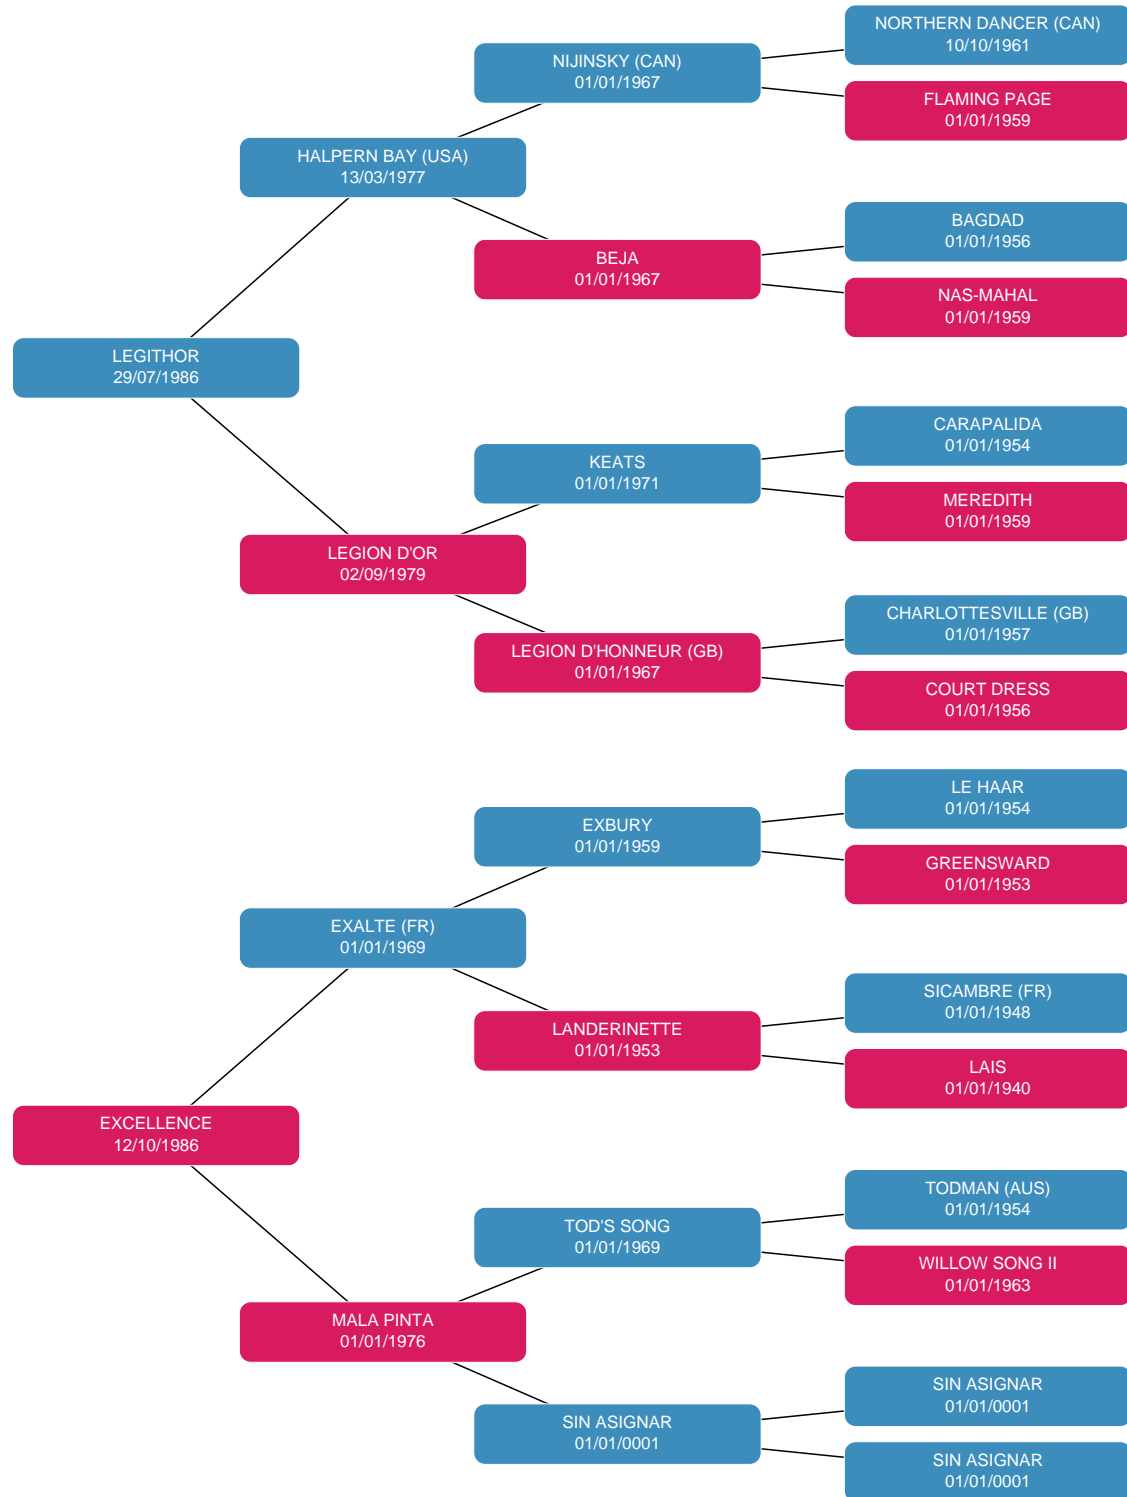 NORTHERN DANCER (CAN)
10/10/1961
NIJINSKY (CAN)
01/01/1967
FLAMING PAGE
01/01/1959
HALPERN BAY (USA)
13/03/1977
BAGDAD
01/01/1956
BEJA
01/01/1967
NAS-MAHAL
01/01/1959
LEGITHOR
29/07/1986
CARAPALIDA
01/01/1954
KEATS
01/01/1971
MEREDITH
01/01/1959
LEGION D'OR
02/09/1979
CHARLOTTESVILLE (GB)
01/01/1957
LEGION D'HONNEUR (GB)
01/01/1967
COURT DRESS
01/01/1956
LE HAAR
01/01/1954
EXBURY
01/01/1959
GREENSWARD
01/01/1953
EXALTE (FR)
01/01/1969
SICAMBRE (FR)
01/01/1948
LANDERINETTE
01/01/1953
LAIS
01/01/1940
EXCELLENCE
12/10/1986
TODMAN (AUS)
01/01/1954
TOD'S SONG
01/01/1969
WILLOW SONG II
01/01/1963
MALA PINTA
01/01/1976
SIN ASIGNAR
01/01/0001
SIN ASIGNAR
01/01/0001
SIN ASIGNAR
01/01/0001